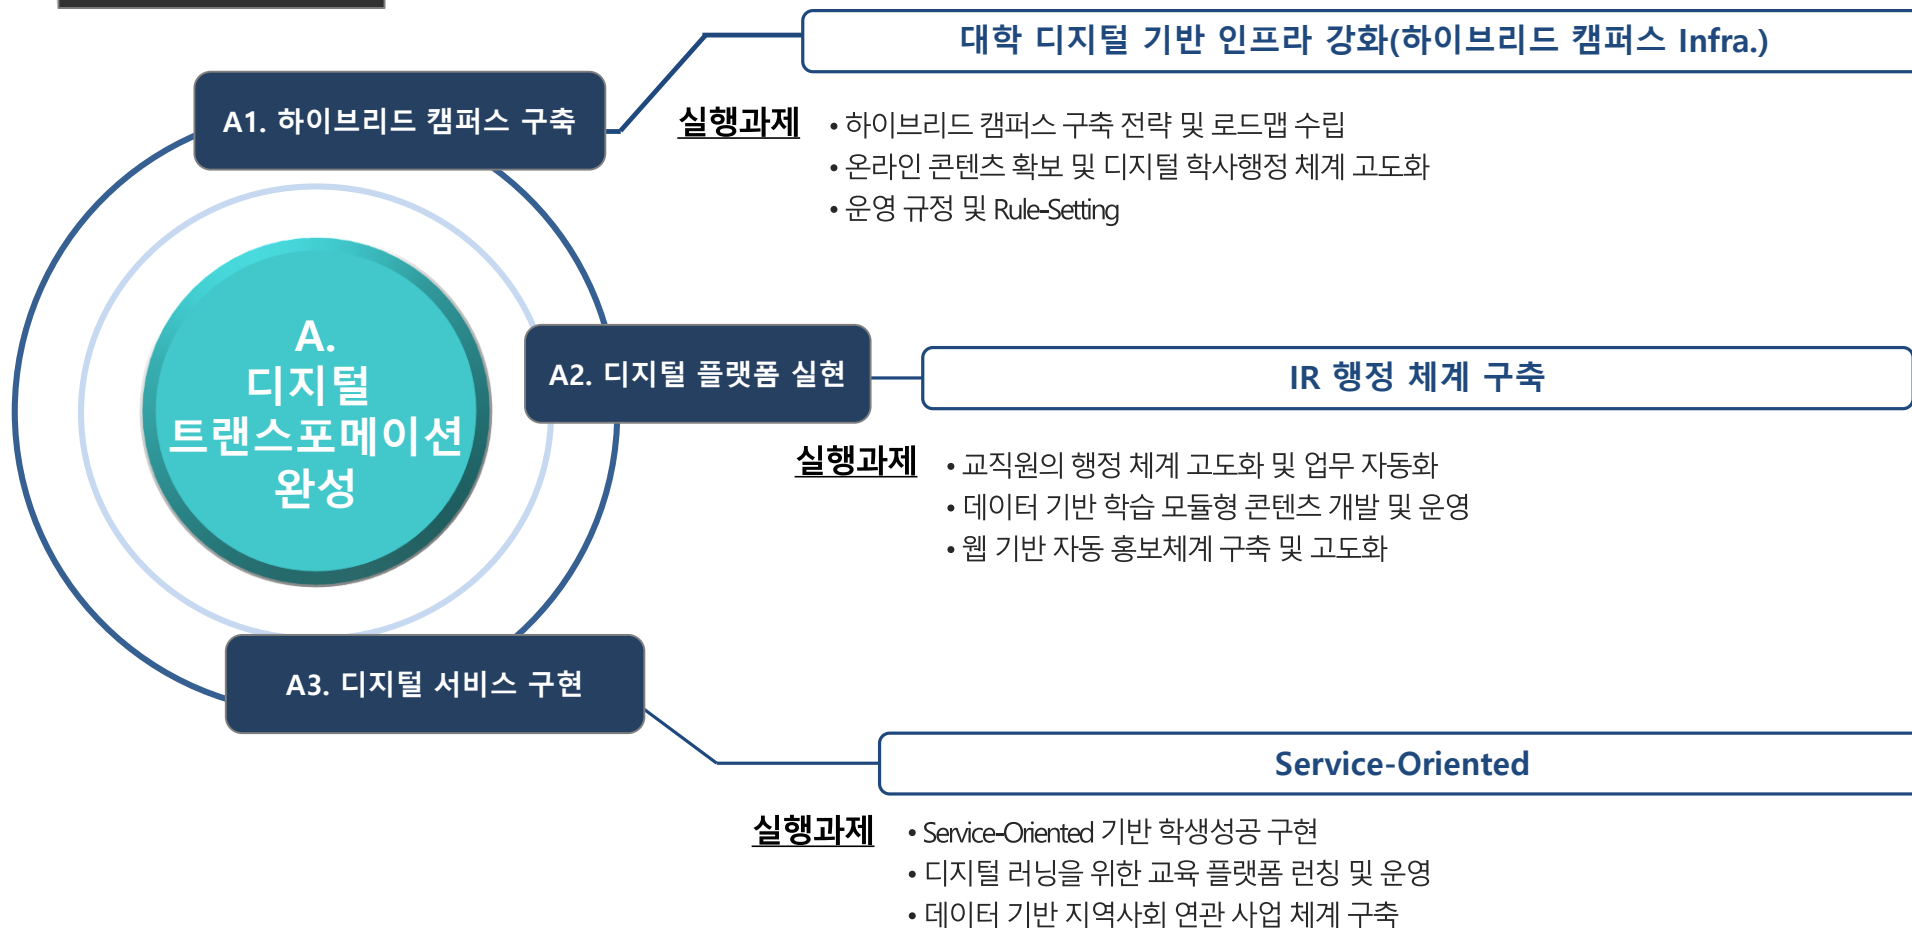 대학 디지털 기반 인프라 강화(하이브리드 캠퍼스 Infra.)
A1. 하이브리드 캠퍼스 구축
실행과제
• 하이브리드 캠퍼스 구축 전략 및 로드맵 수립
• 온라인 콘텐츠 확보 및 디지털 학사행정 체계 고도화
• 운영 규정 및 Rule-Setting
A.
디지털
트랜스포메이션
완성
A2. 디지털 플랫폼 실현
IR 행정 체계 구축
실행과제
• 교직원의 행정 체계 고도화 및 업무 자동화
• 데이터 기반 학습 모듈형 콘텐츠 개발 및 운영
• 웹 기반 자동 홍보체계 구축 및 고도화
A3. 디지털 서비스 구현
Service-Oriented
실행과제
• Service-Oriented 기반 학생성공 구현
• 디지털 러닝을 위한 교육 플랫폼 런칭 및 운영
• 데이터 기반 지역사회 연관 사업 체계 구축